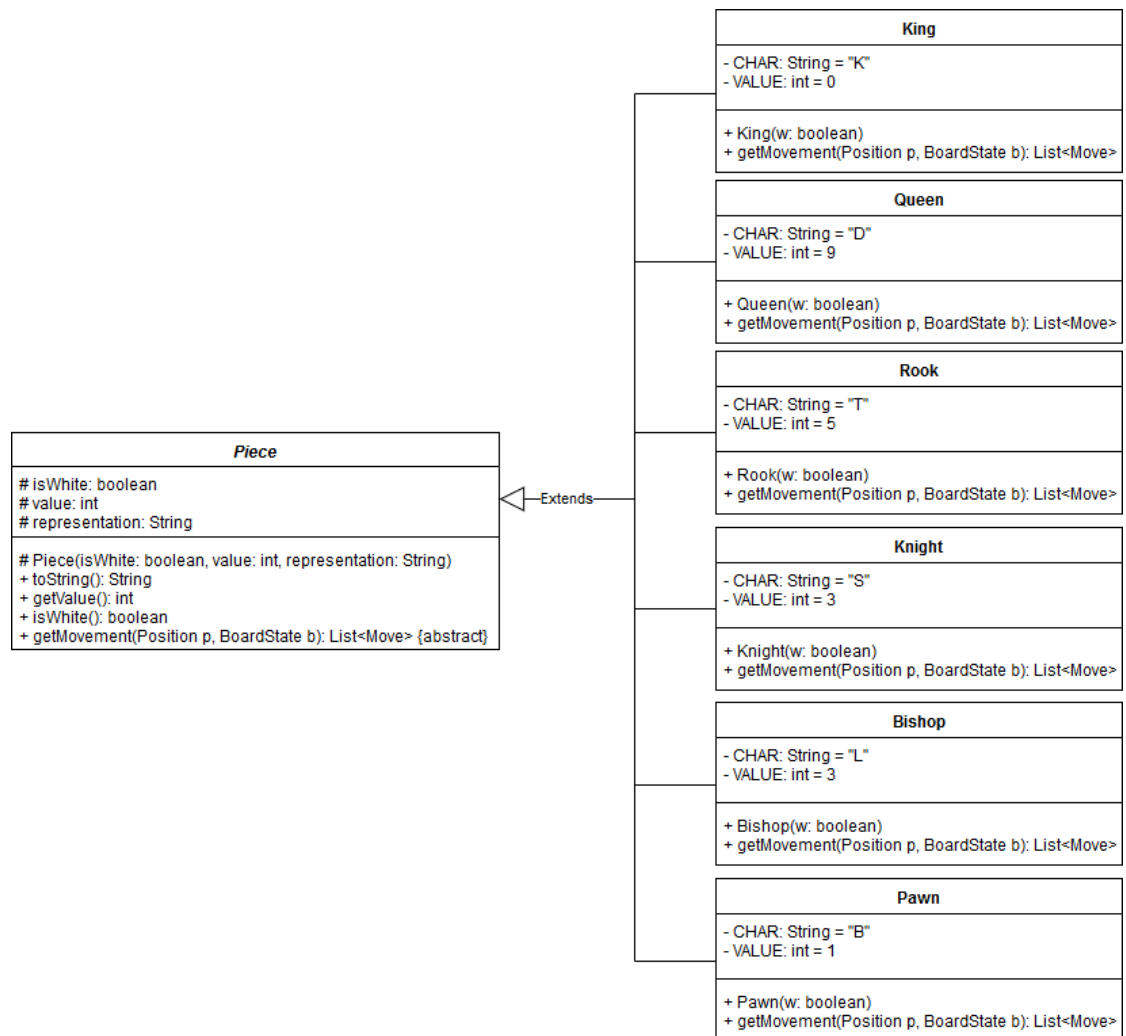 King
- CHAR: String = "K"
- VALUE: int = 0
+ King(w: boolean)
+ getMovement(Position p, BoardState b): List<Move>
Queen
- CHAR: String = "D"
- VALUE: int = 9
+ Queen(w: boolean)
+ getMovement(Position p, BoardState b): List<Move>
Rook
- CHAR: String = "T"
- VALUE: int = 5
+ Rook(w: boolean)
+ getMovement(Position p, BoardState b): List<Move>
Piece
# isWhite: boolean
# value: int
# representation: String
# Piece(isWhite: boolean, value: int, representation: String)
+ toString(): String
+ getValue(): int
+ isWhite(): boolean
+ getMovement(Position p, BoardState b): List<Move> {abstract}
Extends
Knight
- CHAR: String = "S"
- VALUE: int = 3
+ Knight(w: boolean)
+ getMovement(Position p, BoardState b): List<Move>
Bishop
- CHAR: String = "L"
- VALUE: int = 3
+ Bishop(w: boolean)
+ getMovement(Position p, BoardState b): List<Move>
Pawn
- CHAR: String = "B"
- VALUE: int = 1
+ Pawn(w: boolean)
+ getMovement(Position p, BoardState b): List<Move>